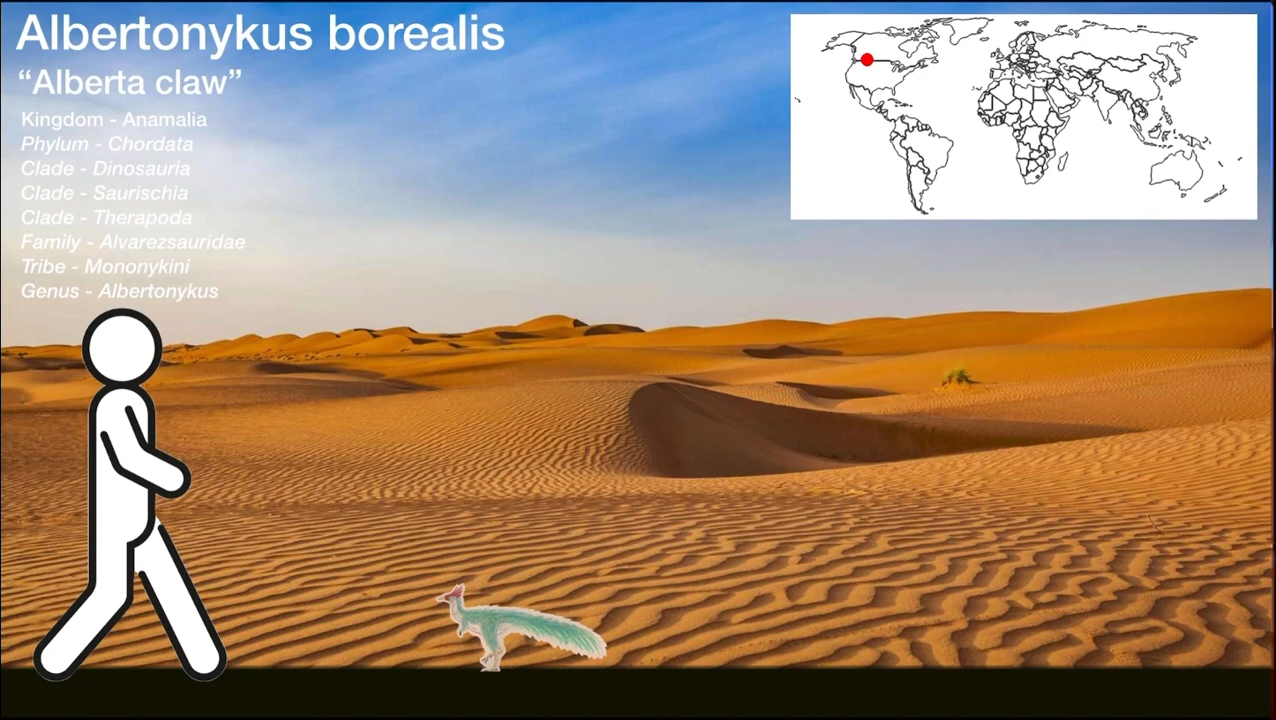 Albertonykus borealis
“Alberta claw”
Kingdom - Anamalia
Phylum - Chordata
Clade - Dinosauria
Clade - Saurischia
Clade - Therapoda
Family - Alvarezsauridae
Tribe - Mononykini
Genus - Albertonykus